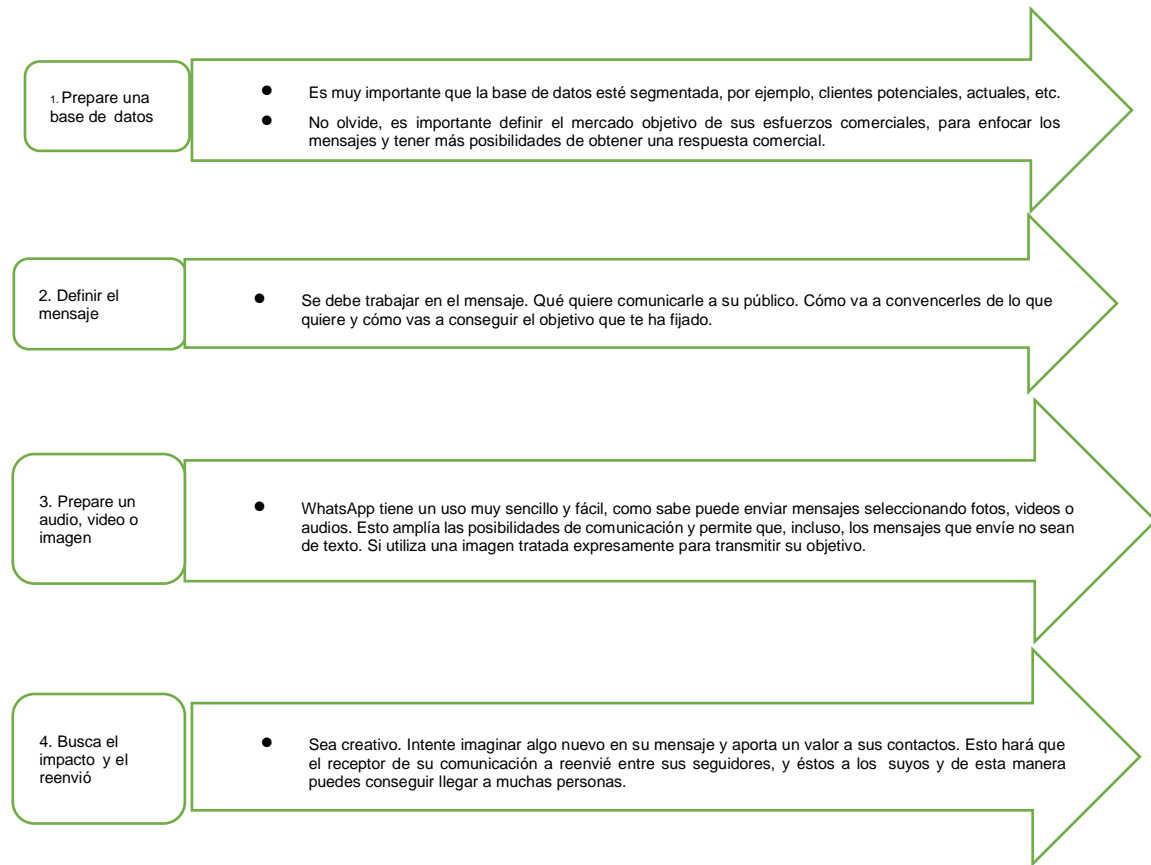 1. Prepare una
base de datos
● Es muy importante que la base de datos esté segmentada, por ejemplo, clientes potenciales, actuales, etc.
● No olvide, es importante definir el mercado objetivo de sus esfuerzos comerciales, para enfocar los
mensajes y tener más posibilidades de obtener una respuesta comercial.
2. Definir el
mensaje
● Se debe trabajar en el mensaje. Qué quiere comunicarle a su público. Cómo va a convencerles de lo que
quiere y cómo vas a conseguir el objetivo que te ha fijado.
3. Prepare un
audio, video o
imagen
● WhatsApp tiene un uso muy sencillo y fácil, como sabe puede enviar mensajes seleccionando fotos, videos o
audios. Esto amplía las posibilidades de comunicación y permite que, incluso, los mensajes que envíe no sean
de texto. Si utiliza una imagen tratada expresamente para transmitir su objetivo.
4. Busca el
impacto y el
reenvió
● Sea creativo. Intente imaginar algo nuevo en su mensaje y aporta un valor a sus contactos. Esto hará que
el receptor de su comunicación a reenvié entre sus seguidores, y éstos a los suyos y de esta manera
puedes conseguir llegar a muchas personas.